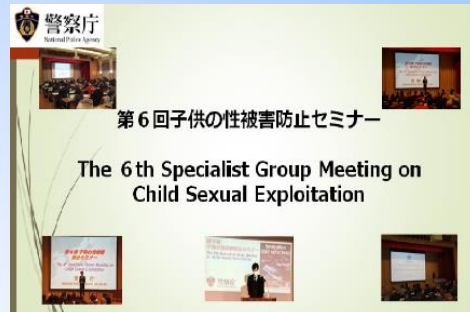 警察庁
National Police Agency
第6回子供の性被害防止セミナー
The 6th Specialist Group Meeting on
Child Sexual Exploitation